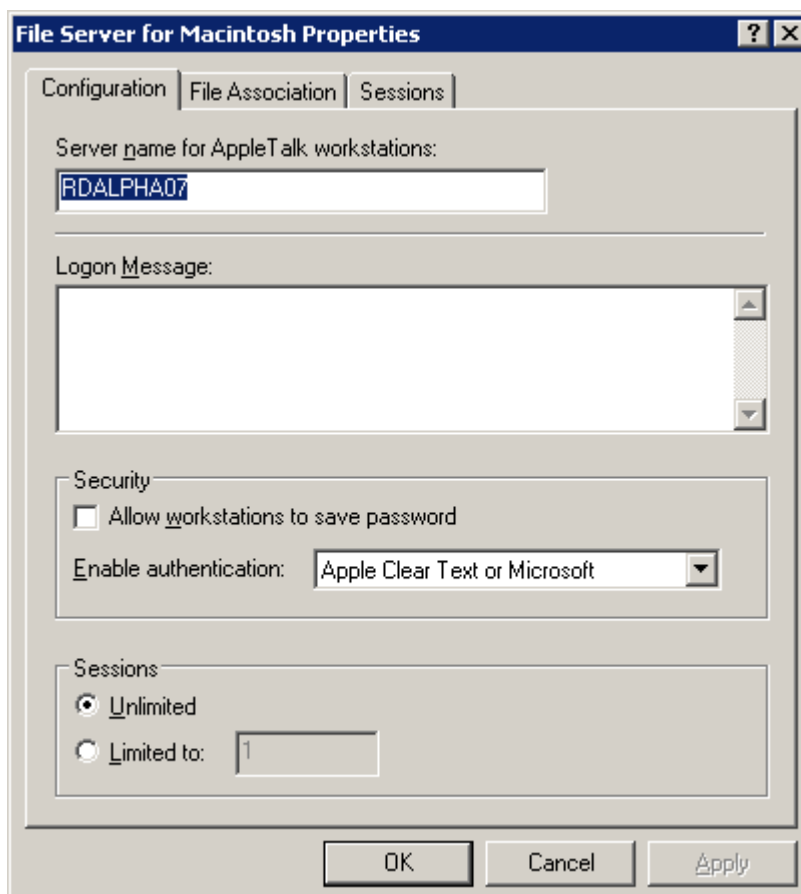 File Server for Macintosh Properties
Configuration File Association Sessions
Server name for AppleTalk workstations:
RDALPHA07
Logon Message:
Security
Allow workstations to save password
Enable authentication: Apple Clear Text or Microsoft
Sessions
Unlimited
Limited to: 1
OK Cancel Apply